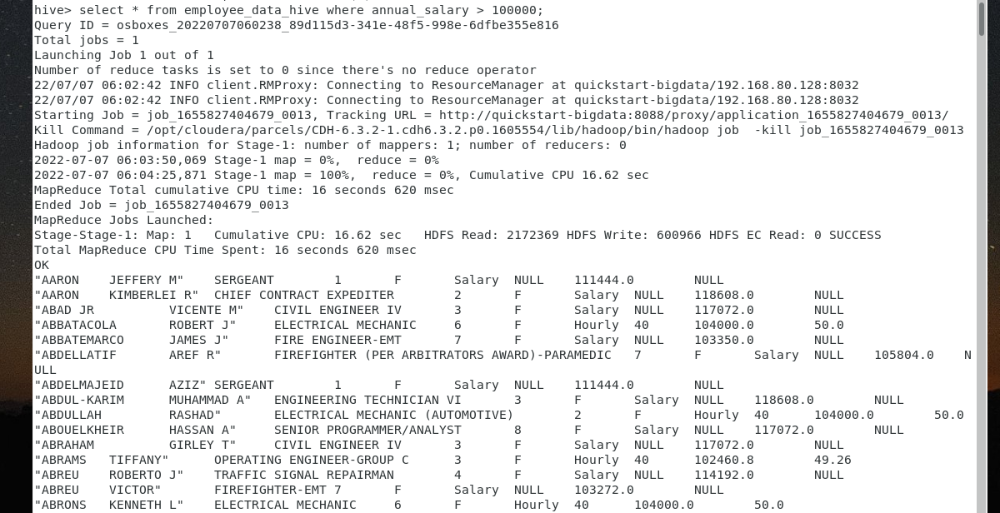 hive> select * from employee_data_hive where annual_salary > 100000;
Query ID = osboxes_20220707060238_89d115d3-341e-48f5-998e-6dfbe355e816
Total jobs = 1
Launching Job 1 out of 1
Number of reduce tasks is set to 0 since there's no reduce operator
22/07/07 06:02:42 INFO client.RMProxy: Connecting to ResourceManager at quickstart-bigdata/192.168.80.128:8032
22/07/07 06:02:42 INFO client.RMProxy: Connecting to ResourceManager at quickstart-bigdata/192.168.80.128:8032
Starting Job = job_1655827404679_0013, Tracking URL = http://quickstart-bigdata:8088/proxy/application_1655827404679_0013/
Kill Command = /opt/cloudera/parcels/CDH-6.3.2-1.cdh6.3.2.p0.1605554/lib/hadoop/bin/hadoop job  -kill job_1655827404679_0013
Hadoop job information for Stage-1: number of mappers: 1; number of reducers: 0
2022-07-07 06:03:50,069 Stage-1 map = 0%,  reduce = 0%
2022-07-07 06:04:25,871 Stage-1 map = 100%,  reduce = 0%, Cumulative CPU 16.62 sec
MapReduce Total cumulative CPU time: 16 seconds 620 msec
Ended Job = job_1655827404679_0013
MapReduce Jobs Launched:
Stage-Stage-1: Map: 1   Cumulative CPU: 16.62 sec   HDFS Read: 2172369 HDFS Write: 600966 HDFS EC Read: 0 SUCCESS
Total MapReduce CPU Time Spent: 16 seconds 620 msec
OK
"AARON    JEFFERY M"    SERGEANT        1       F       Salary  NULL    111444.0        NULL
"AARON    KIMBERLEI R"  CHIEF CONTRACT EXPEDITER        2       F       Salary  NULL    118608.0        NULL
"ABAD JR          VICENTE M"    CIVIL ENGINEER IV       3       F       Salary  NULL    117072.0        NULL
"ABBATACOLA       ROBERT J"     ELECTRICAL MECHANIC     6       F       Hourly  40      104000.0        50.0
"ABBATEMARCO      JAMES J"      FIRE ENGINEER-EMT       7       F       Salary  NULL    103350.0        NULL
"ABDELLATIF       AREF R"       FIREFIGHTER (PER ARBITRATORS AWARD)-PARAMEDIC   7       F       Salary  NULL    105804.0    N
ULL
"ABDELMAJEID      AZIZ" SERGEANT        1       F       Salary  NULL    111444.0        NULL
"ABDUL-KARIM      MUHAMMAD A"   ENGINEERING TECHNICIAN VI       3       F       Salary  NULL    118608.0        NULL
"ABDULLAH         RASHAD"       ELECTRICAL MECHANIC (AUTOMOTIVE)        2       F       Hourly  40      104000.0        50.0
"ABOUELKHEIR      HASSAN A"     SENIOR PROGRAMMER/ANALYST       8       F       Salary  NULL    117072.0        NULL
"ABRAHAM          GIRLEY T"     CIVIL ENGINEER IV       3       F       Salary  NULL    117072.0        NULL
"ABRAMS   TIFFANY"      OPERATING ENGINEER-GROUP C      3       F       Hourly  40      102460.8        49.26
"ABREU    ROBERTO J"    TRAFFIC SIGNAL REPAIRMAN        4       F       Salary  NULL    114192.0        NULL
"ABREU    VICTOR"       FIREFIGHTER-EMT 7       F       Salary  NULL    103272.0        NULL
"ABRONS   KENNETH L"    ELECTRICAL MECHANIC     6       F       Hourly  40      104000.0        50.0